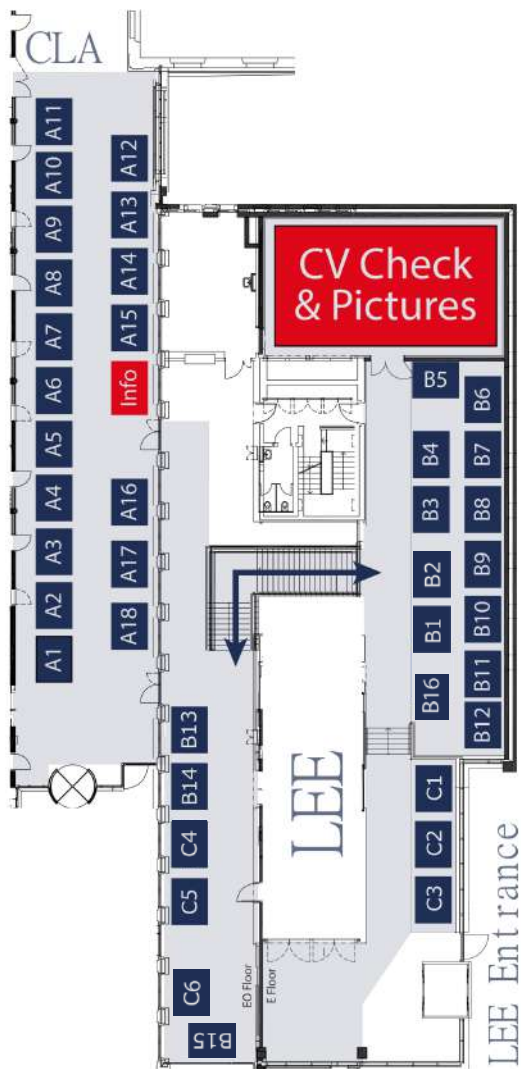 CLA
A11
A10
A9
A8
A7
A6
A5
A4
A3
A2
A1
A12
A13
A14
A15
Info
A16
A17
A18
CV Check
& Pictures
B5
B4
B3
B2
B1
B16
B6
B7
B8
B9
B10
B11
B12
B13
B14
C4
C5
C6
B15
LEE
EO Floor
E Floor
C1
C2
C3
LEE Entrance